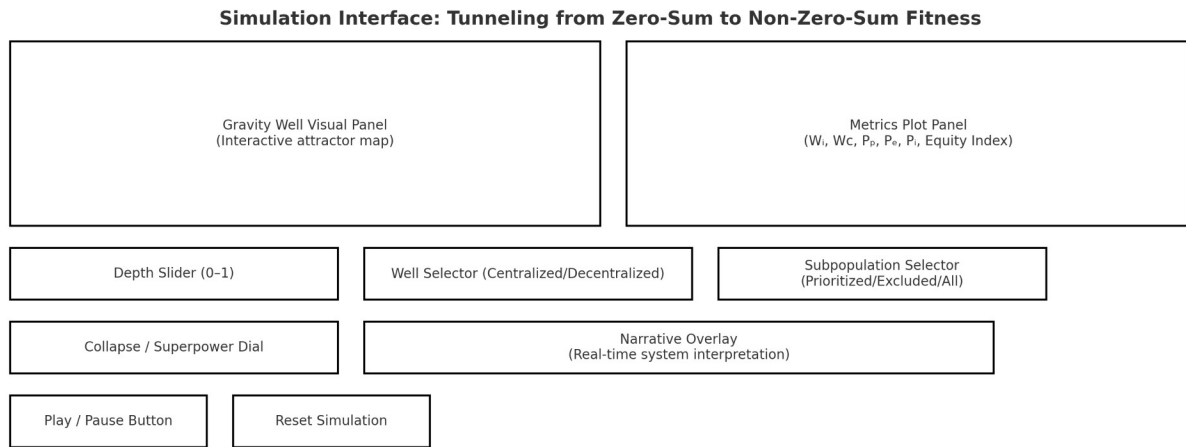 Simulation Interface: Tunneling from Zero-Sum to Non-Zero-Sum Fitness
Gravity Well Visual Panel
(Interactive attractor map)
Metrics Plot Panel
(Wᵢ, Wc, Pₚ, Pₑ, Pᵢ, Equity Index)
Depth Slider (0–1)
Well Selector (Centralized/Decentralized)
Subpopulation Selector
(Prioritized/Excluded/All)
Collapse / Superpower Dial
Narrative Overlay
(Real-time system interpretation)
Play / Pause Button
Reset Simulation